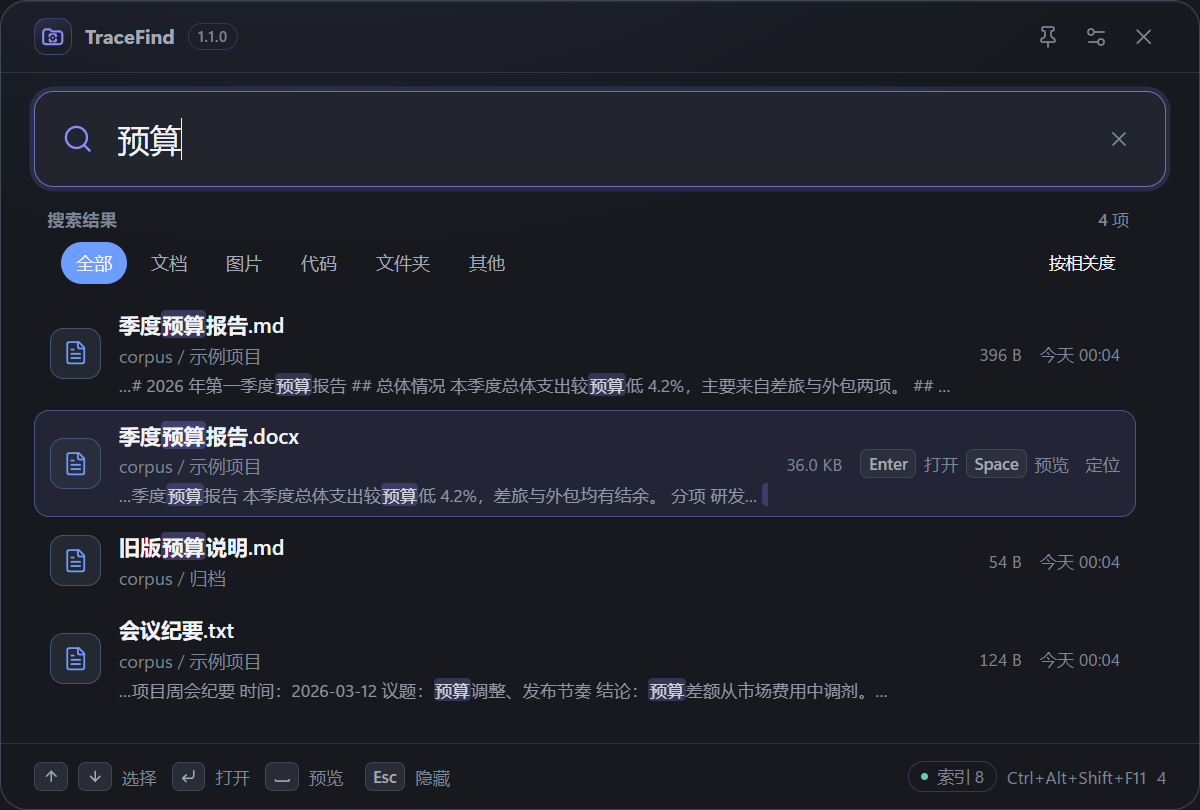 TraceFind 1.1.0
预算
搜索结果 4 项
全部 文档 图片 代码 文件夹 其他 按相关度
季度预算报告.md
corpus / 示例项目 396 B 今天 00:04
...# 2026 年第一季度预算报告 ## 总体情况 本季度总体支出较预算低 4.2%，主要来自差旅与外包两项。 ## ...
季度预算报告.docx
corpus / 示例项目 36.0 KB Enter 打开 Space 预览 定位
...季度预算报告 本季度总体支出较预算低 4.2%，差旅与外包均有结余。 分项 研发...
旧版预算说明.md
corpus / 归档 54 B 今天 00:04
会议纪要.txt
corpus / 示例项目 124 B 今天 00:04
...项目周会纪要 时间：2026-03-12 议题：预算调整、发布节奏 结论：预算差额从市场费用中调剂。...
↑ ↓ 选择 ↵ 打开 预览 Esc 隐藏 索引 8 Ctrl+Alt+Shift+F11 4